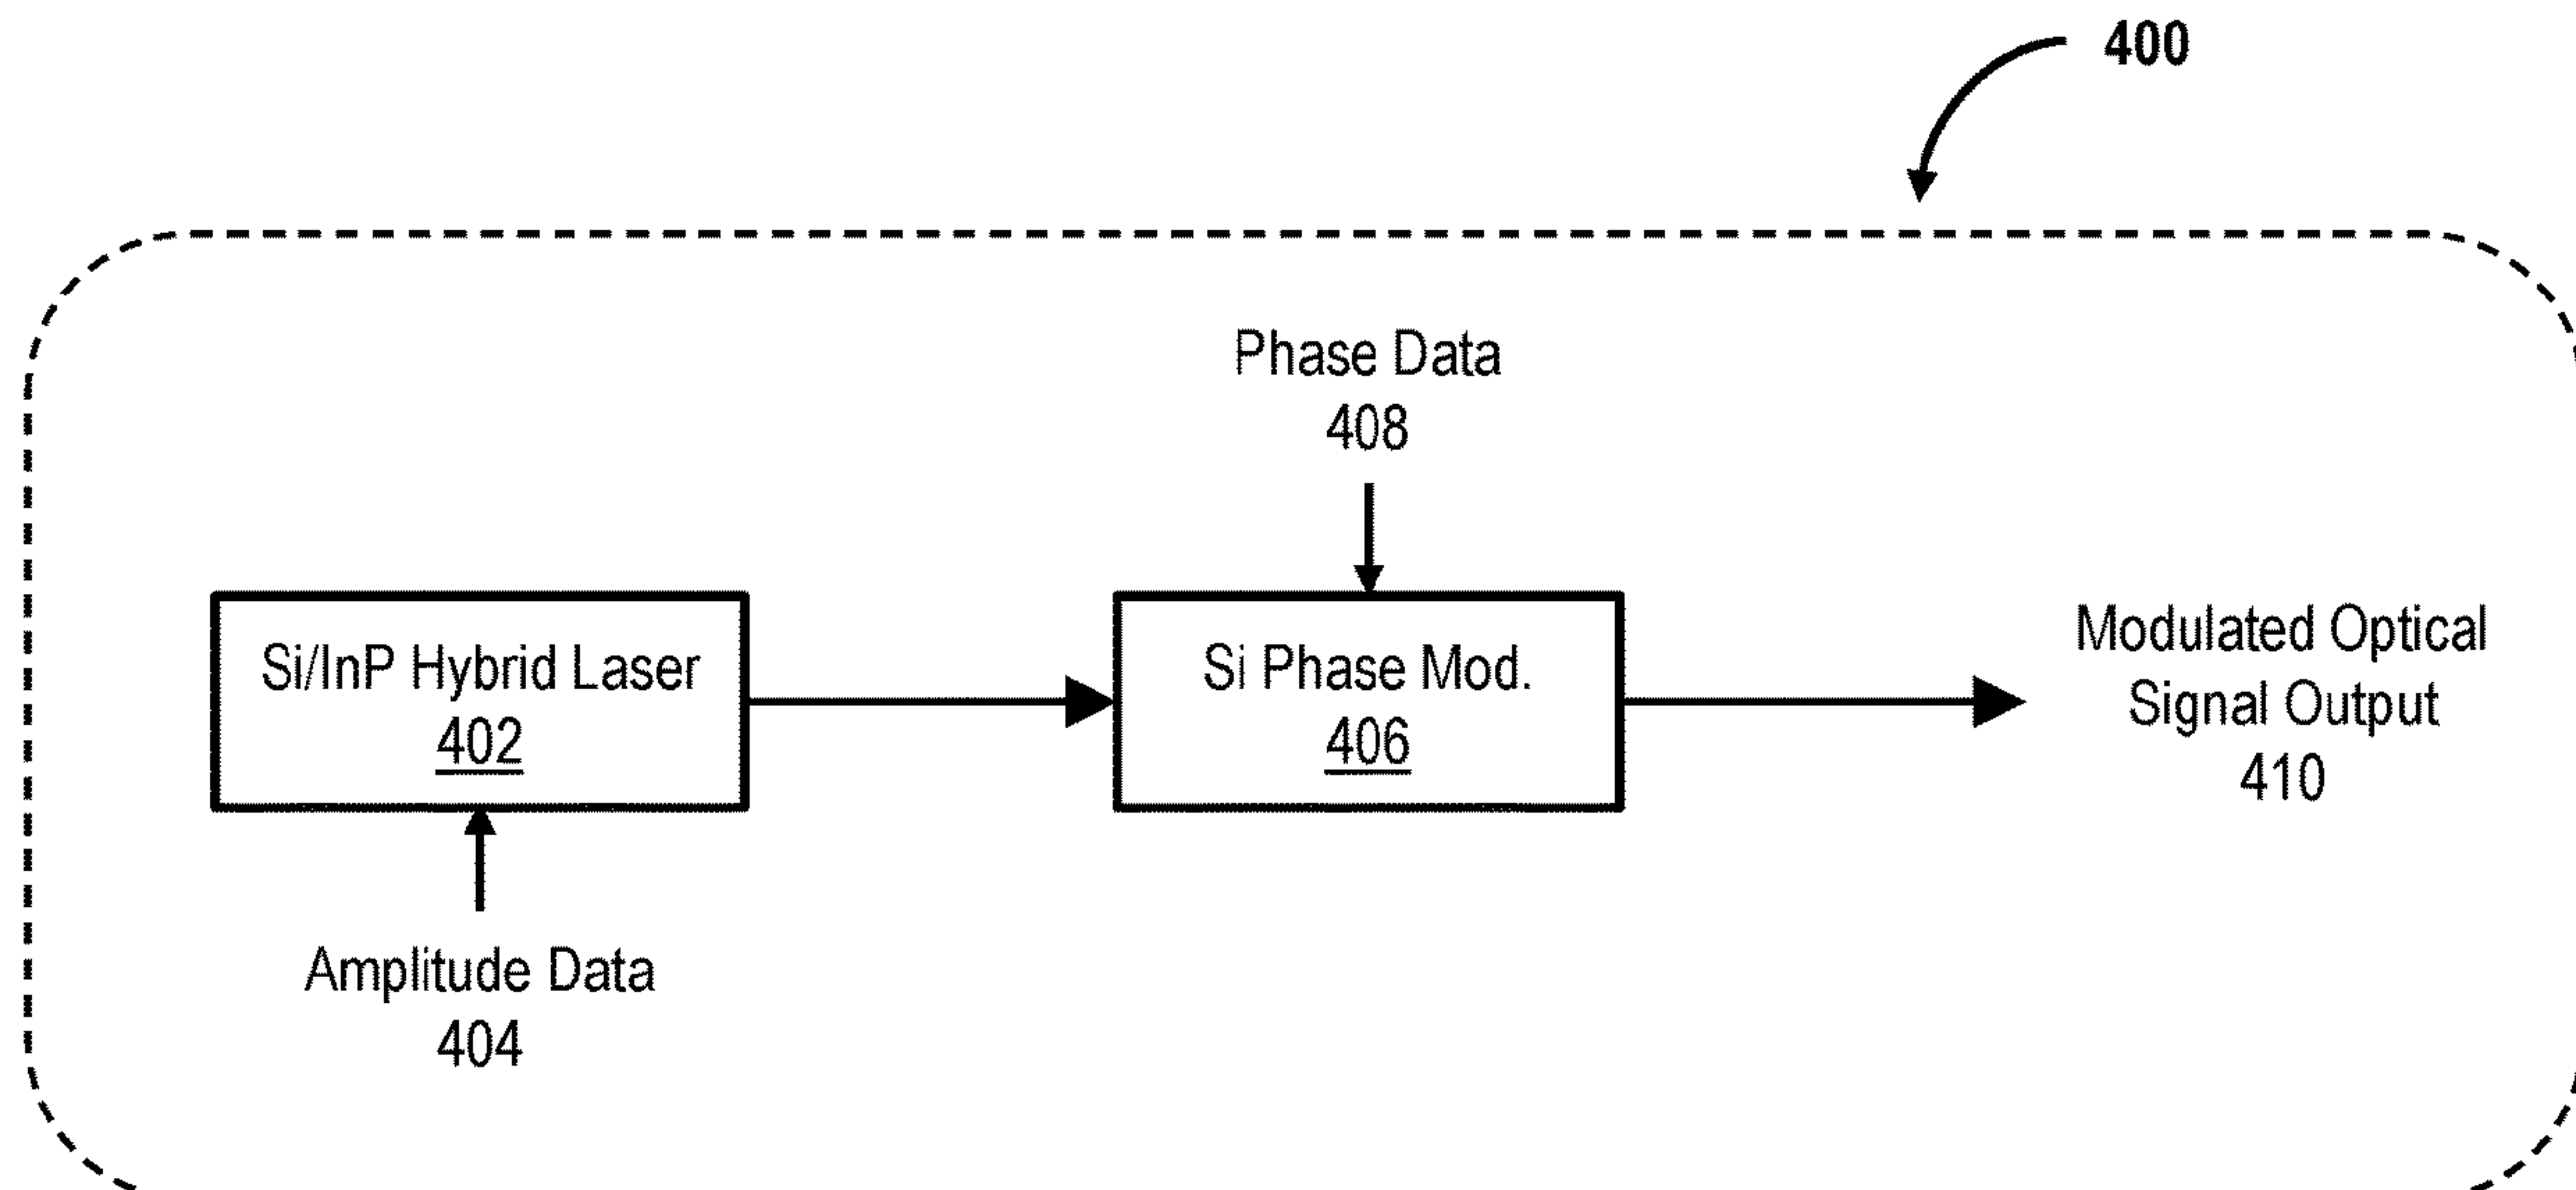 400
Phase Data
408
Si/InP Hybrid Laser
402
Si Phase Mod.
406
Modulated Optical
Signal Output
410
Amplitude Data
404